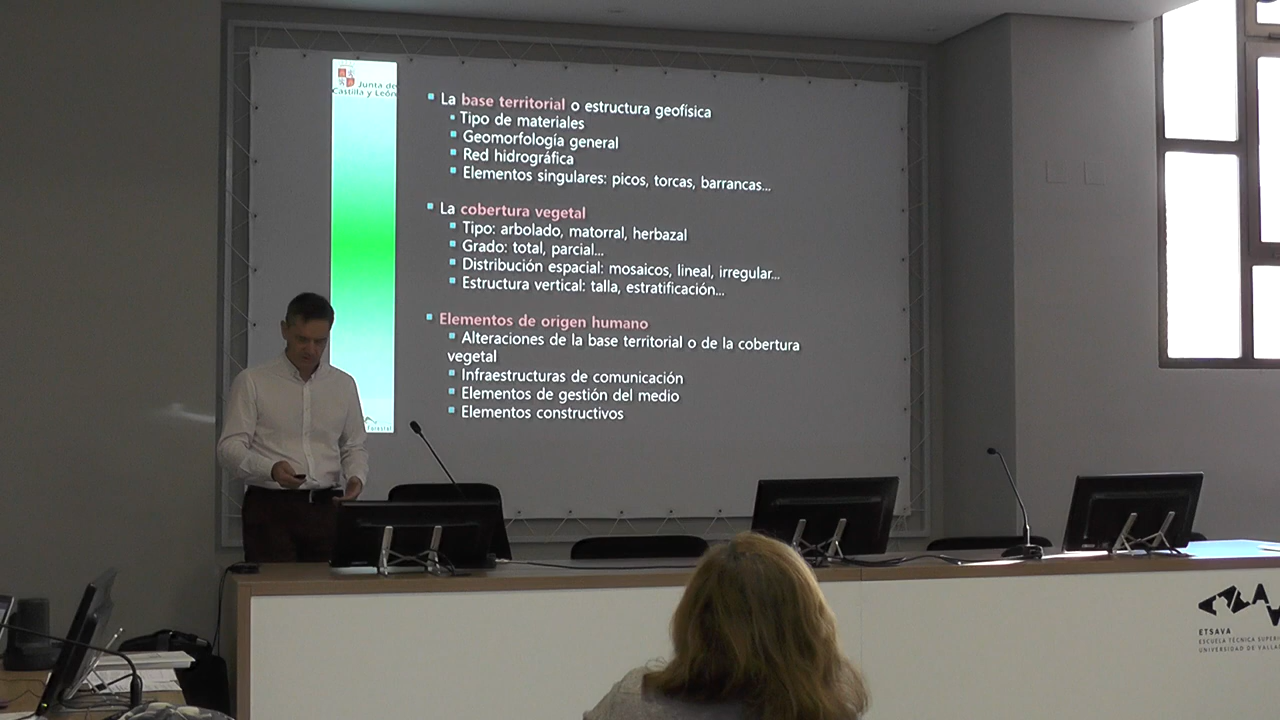 Junta de
Castilla y León
La base territorial o estructura geofísica
Tipo de materiales
Geomorfología general
Red hidrográfica
Elementos singulares: picos, torcas, barrancas...
La cobertura vegetal
Tipo: arbolado, matorral, herbazal
Grado: total, parcial...
Distribución espacial: mosaicos, lineal, irregular...
Estructura vertical: talla, estratificación...
Elementos de origen humano
Alteraciones de la base territorial o de la cobertura
vegetal
Infraestructuras de comunicación
Elementos de gestión del medio
Elementos constructivos
ETSAVA
ESCUELA TÉCNICA SUPERI
UNIVERSIDAD DE VALLA